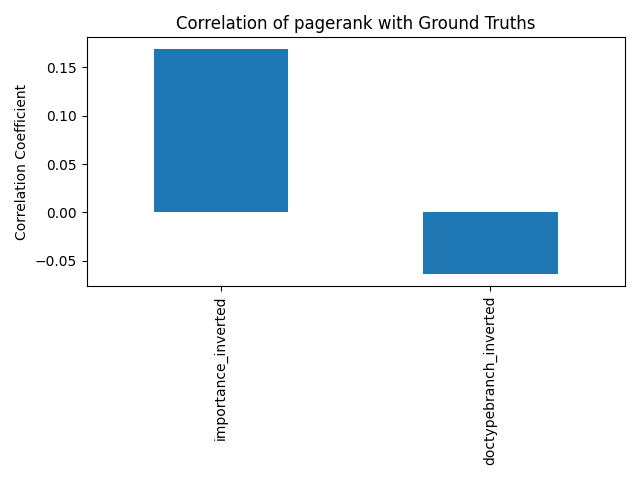 Correlation of pagerank with Ground Truths
Correlation Coefficient
0.15
0.10
0.05
0.00
−0.05
importance_inverted
doctypebranch_inverted